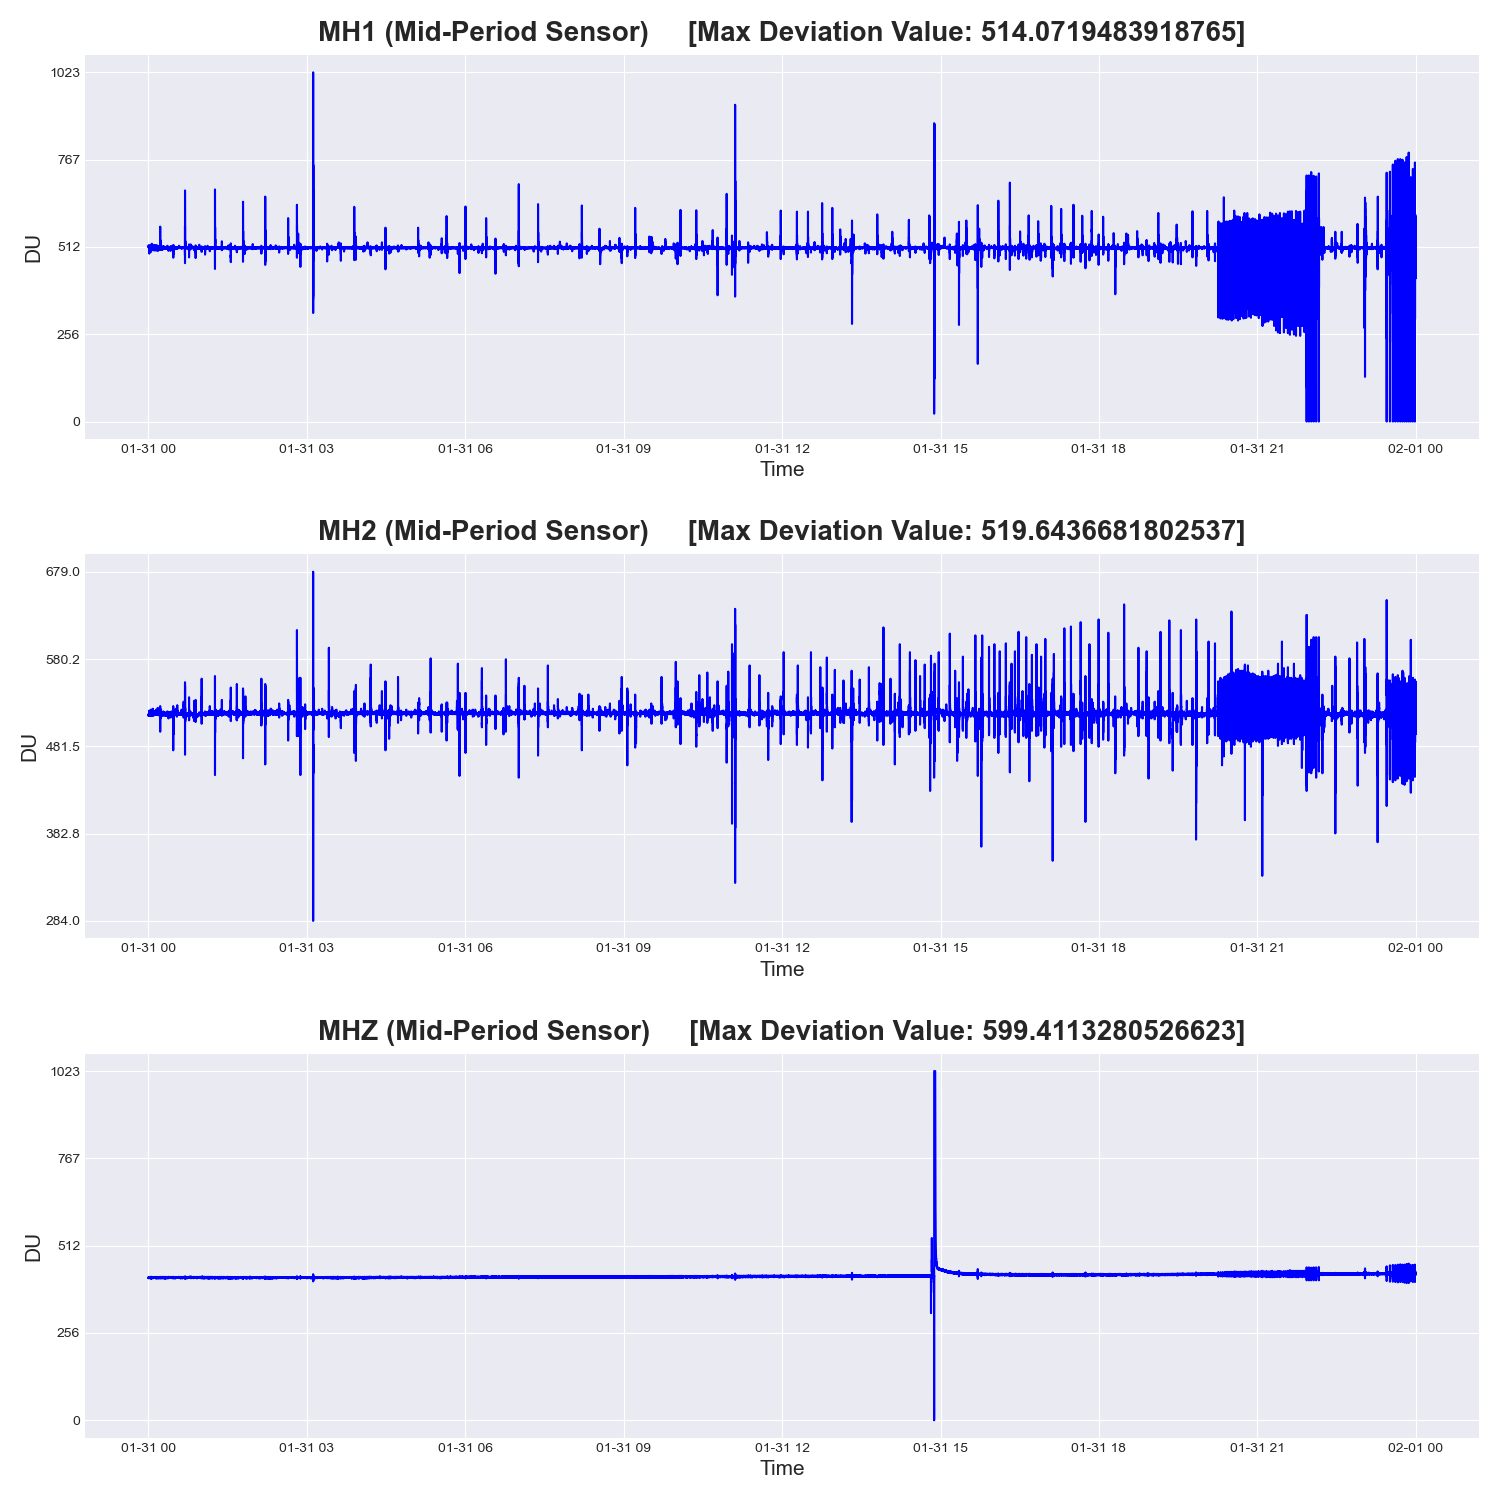 MH1 (Mid-Period Sensor) [Max Deviation Value: 514.0719483918765]
1023
767
512
256
0
DU
01-31 00 01-31 03 01-31 06 01-31 09 01-31 12 01-31 15 01-31 18 01-31 21 02-01 00
Time
MH2 (Mid-Period Sensor) [Max Deviation Value: 519.6436681802537]
679.0
580.2
481.5
382.8
284.0
DU
01-31 00 01-31 03 01-31 06 01-31 09 01-31 12 01-31 15 01-31 18 01-31 21 02-01 00
Time
MHZ (Mid-Period Sensor) [Max Deviation Value: 599.4113280526623]
1023
767
512
256
0
DU
01-31 00 01-31 03 01-31 06 01-31 09 01-31 12 01-31 15 01-31 18 01-31 21 02-01 00
Time